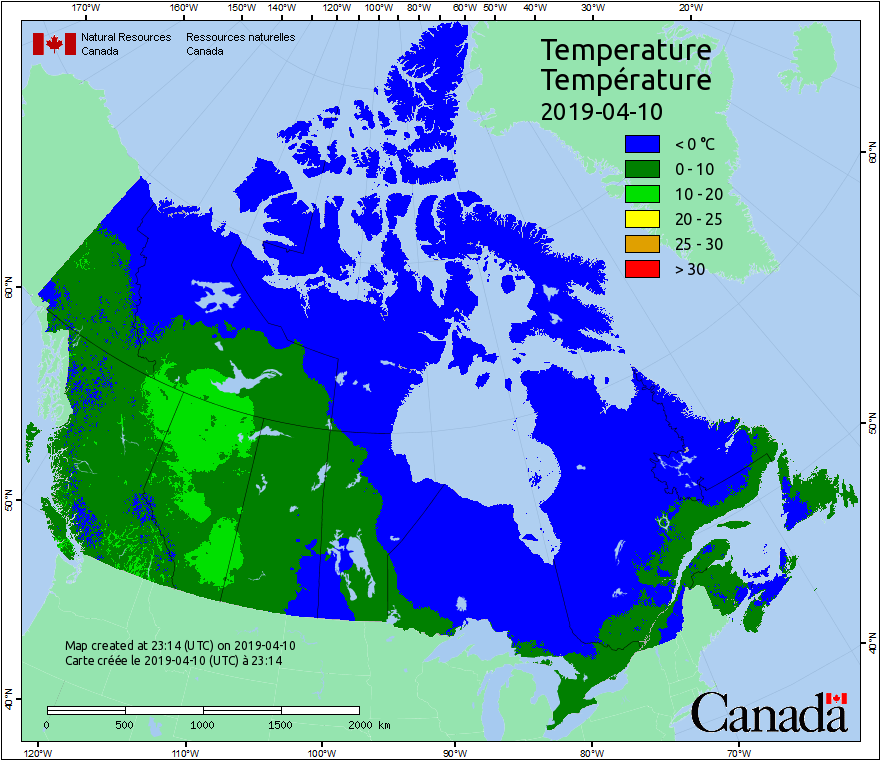 170°W 160°W 150°W 140°W 120°W 100°W 80°W 60°W 50°W 40°W 30°W 20°W
Natural Resources Ressources naturelles
Canada Canada
Temperature
Température
2019-04-10
< 0 °C
0 - 10
10 - 20
20 - 25
25 - 30
> 30
60°N
50°N
40°N
60°N
50°N
40°N
Map created at 23:14 (UTC) on 2019-04-10
Carte créée le 2019-04-10 (UTC) à 23:14
0 500 1000 1500 2000 km
Canada
120°W 110°W 100°W 90°W 80°W 70°W